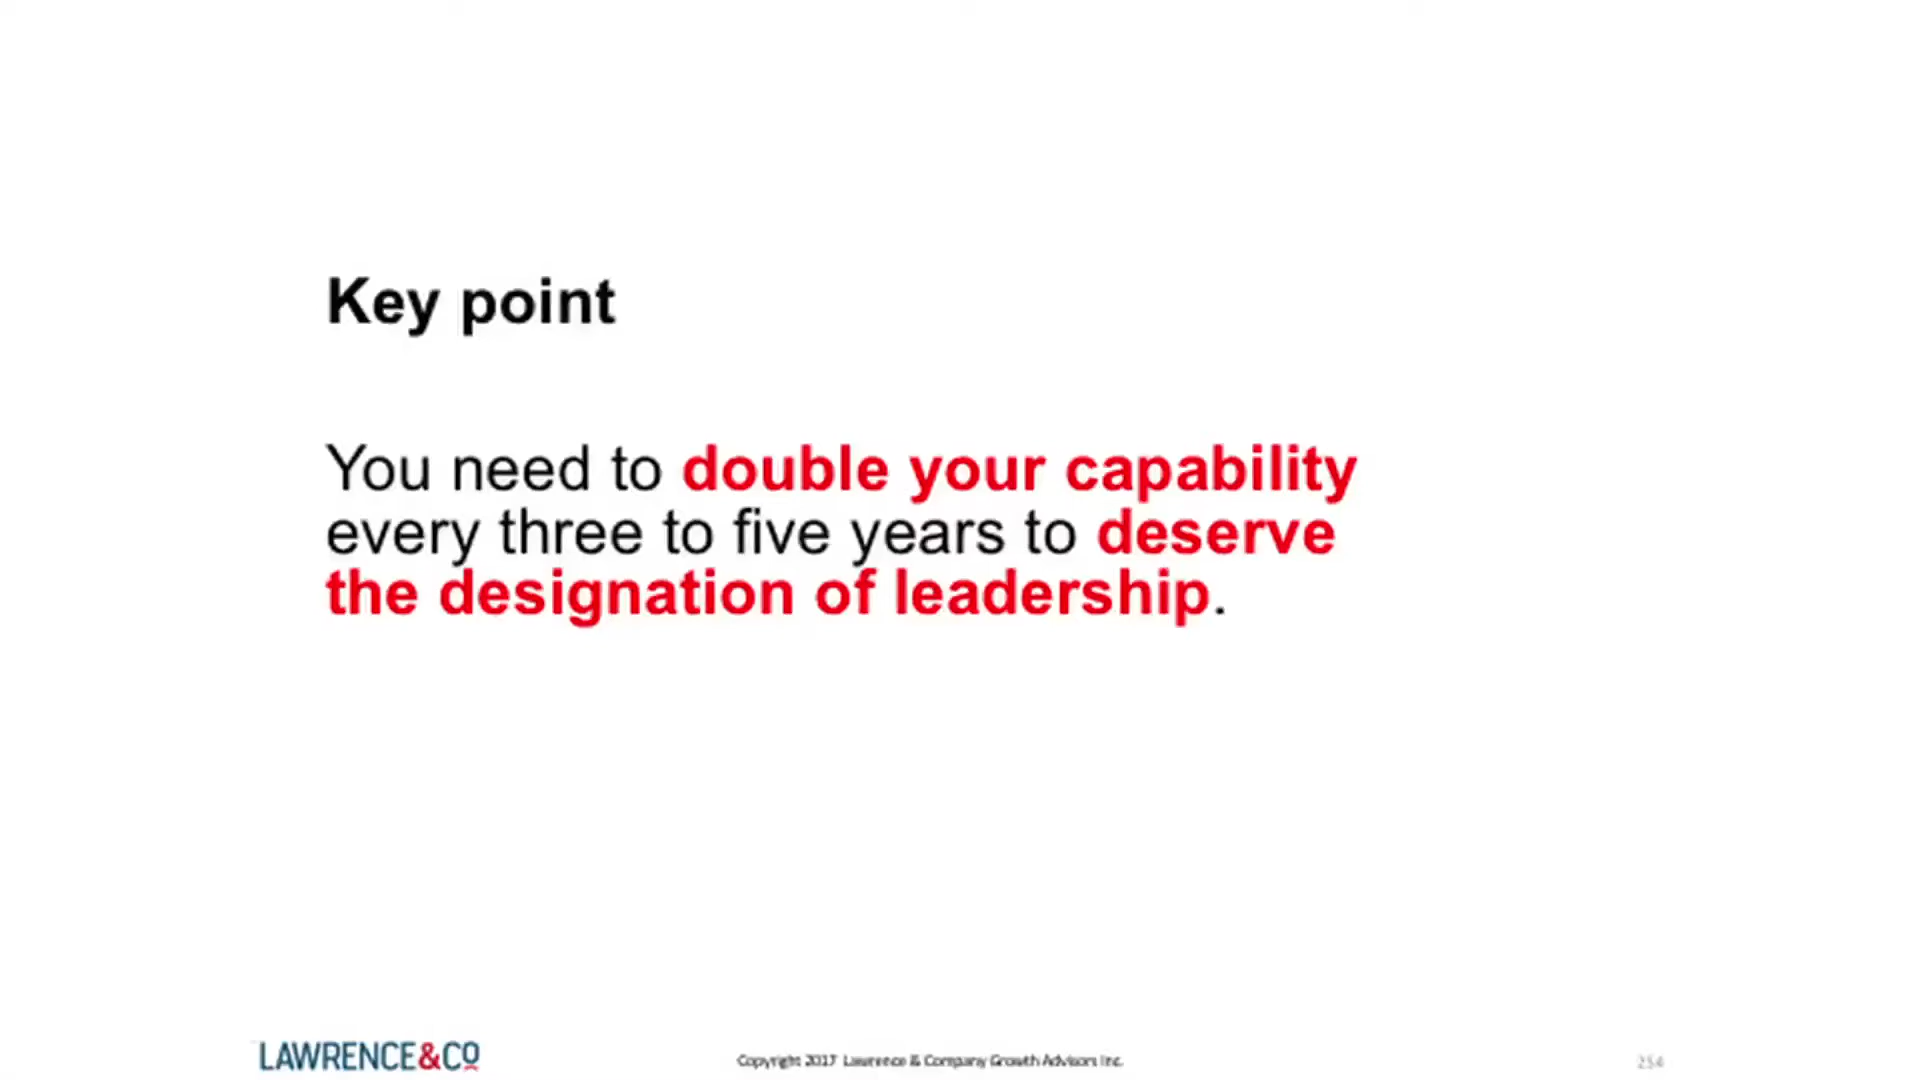 Key point
You need to double your capability
every three to five years to deserve
the designation of leadership.
LAWRENCE&CO
Copyright 2017 Lawrence & Company Growth Advisors Inc.
254